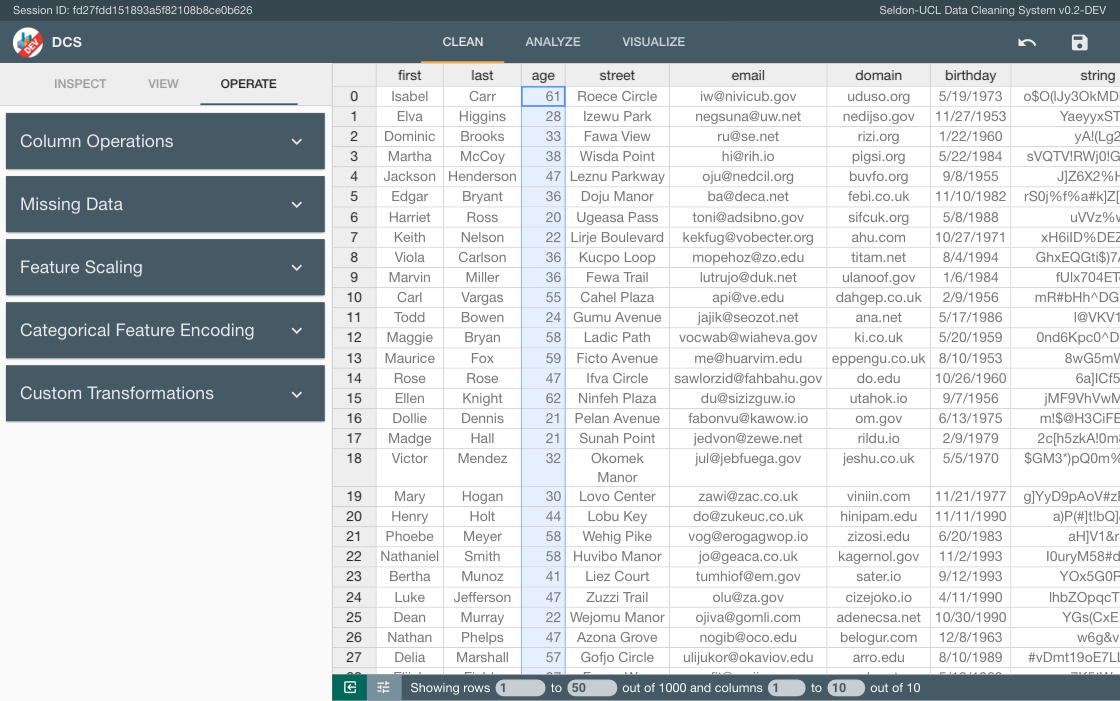 Session ID: fd27fdd151893a5f82108b8ce0b626
Seldon-UCL Data Cleaning System v0.2-DEV
DEV DCS CLEAN ANALYZE VISUALIZE
INSPECT VIEW OPERATE
Column Operations
Missing Data
Feature Scaling
Categorical Feature Encoding
Custom Transformations
first last age street email domain birthday string
0 Isabel Carr 61 Roece Circle iw@nivicub.gov uduso.org 5/19/1973 o$O(lJy3OkMD
1 Elva Higgins 28 Izewu Park negsuna@uw.net nedijso.gov 11/27/1953 YaeyyxST
2 Dominic Brooks 33 Fawa View ru@se.net rizi.org 1/22/1960 yA!(Lg2
3 Martha McCoy 38 Wisda Point hi@rih.io pigsi.org 5/22/1984 sVQTV!RWj0!G
4 Jackson Henderson 47 Leznu Parkway oju@nedcil.org buvfo.org 9/8/1955 J]Z6X2%H
5 Edgar Bryant 36 Doju Manor ba@deca.net febi.co.uk 11/10/1982 rS0j%f%a#k]Z[
6 Harriet Ross 20 Ugeasa Pass toni@adsibno.gov sifcuk.org 5/8/1988 uVVz%v
7 Keith Nelson 22 Lirje Boulevard kekfug@vobecter.org ahu.com 10/27/1971 xH6iID%DEZ
8 Viola Carlson 36 Kucpo Loop mopehoz@zo.edu titam.net 8/4/1994 GhxEQGti$)7/
9 Marvin Miller 36 Fewa Trail lutrujo@duk.net ulanoof.gov 1/6/1984 fUlx704ET
10 Carl Vargas 55 Cahel Plaza api@ve.edu dahgep.co.uk 2/9/1956 mR#bHh^DG
11 Todd Bowen 24 Gumu Avenue jajik@seozot.net ana.net 5/17/1986 l@VKV1
12 Maggie Bryan 58 Ladic Path vocwab@wiaheva.gov ki.co.uk 5/20/1959 0nd6Kpc0^D
13 Maurice Fox 59 Ficto Avenue me@huarvim.edu eppengu.co.uk 8/10/1953 8wG5mW
14 Rose Rose 47 Ifva Circle sawlorzid@fahbahu.gov do.edu 10/26/1960 6a]ICf5
15 Ellen Knight 62 Ninfeh Plaza du@sizizguw.io utahok.io 9/7/1956 jMF9VhVwM
16 Dollie Dennis 21 Pelan Avenue fabonvu@kawow.io om.gov 6/13/1975 m!$@H3CiFE
17 Madge Hall 21 Sunah Point jedvon@zewe.net rildu.io 2/9/1979 2c[h5zkA!0m
18 Victor Mendez 32 Okomek jul@jebfuega.gov jeshu.co.uk 5/5/1970 $GM3*)pQ0m%
Manor
19 Mary Hogan 30 Lovo Center zawi@zac.co.uk viniin.com 11/21/1977 g]YyD9pAoV#z
20 Henry Holt 44 Lobu Key do@zukeuc.co.uk hinipam.edu 11/11/1990 a)P(#]t!bQ]
21 Phoebe Meyer 58 Wehig Pike vog@erogagwop.io zizosi.edu 6/20/1983 aH]V1&r
22 Nathaniel Smith 58 Huvibo Manor jo@geaca.co.uk kagernol.gov 11/2/1993 I0uryM58#d
23 Bertha Munoz 41 Liez Court tumhiof@em.gov sater.io 9/12/1993 YOx5G0F
24 Luke Jefferson 47 Zuzzi Trail olu@za.gov cizejoko.io 4/11/1990 lhbZOpqcT
25 Dean Murray 22 Wejomu Manor ojiva@gomli.com adenecsa.net 10/30/1990 YGs(CxE
26 Nathan Phelps 47 Azona Grove nogib@oco.edu belogur.com 12/8/1963 w6g&v
27 Delia Marshall 57 Gofjo Circle ulijukor@okaviov.edu arro.edu 8/10/1989 #vDmt19oE7LL
Showing rows 1 to 50 out of 1000 and columns 1 to 10 out of 10